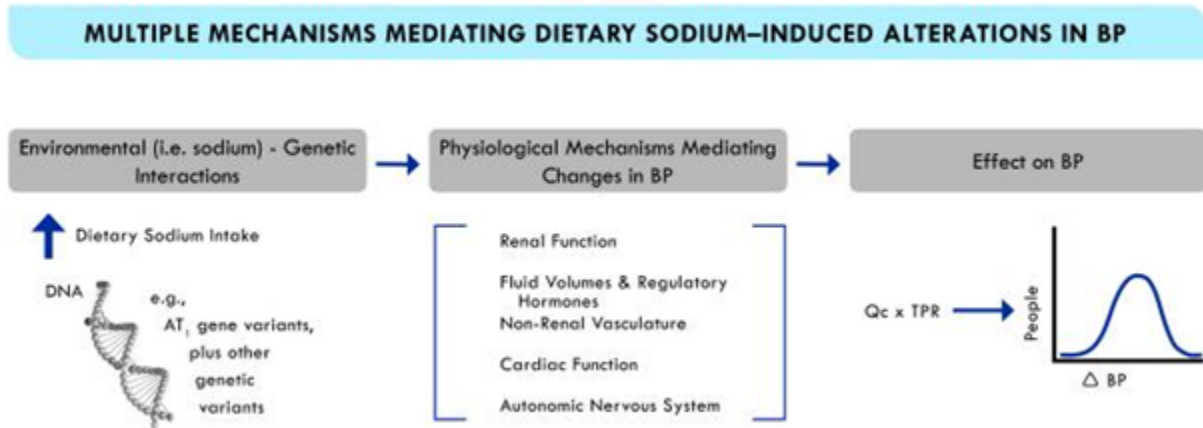 MULTIPLE MECHANISMS MEDIATING DIETARY SODIUM–INDUCED ALTERATIONS IN BP
Environmental (i.e. sodium) - Genetic
Interactions
Physiological Mechanisms Mediating
Changes in BP
Effect on BP
Dietary Sodium Intake
DNA
e.g.,
AT₁ gene variants,
plus other
genetic
variants
Renal Function
Fluid Volumes & Regulatory
Hormones
Non-Renal Vasculature
Cardiac Function
Autonomic Nervous System
Qc x TPR
People
△ BP